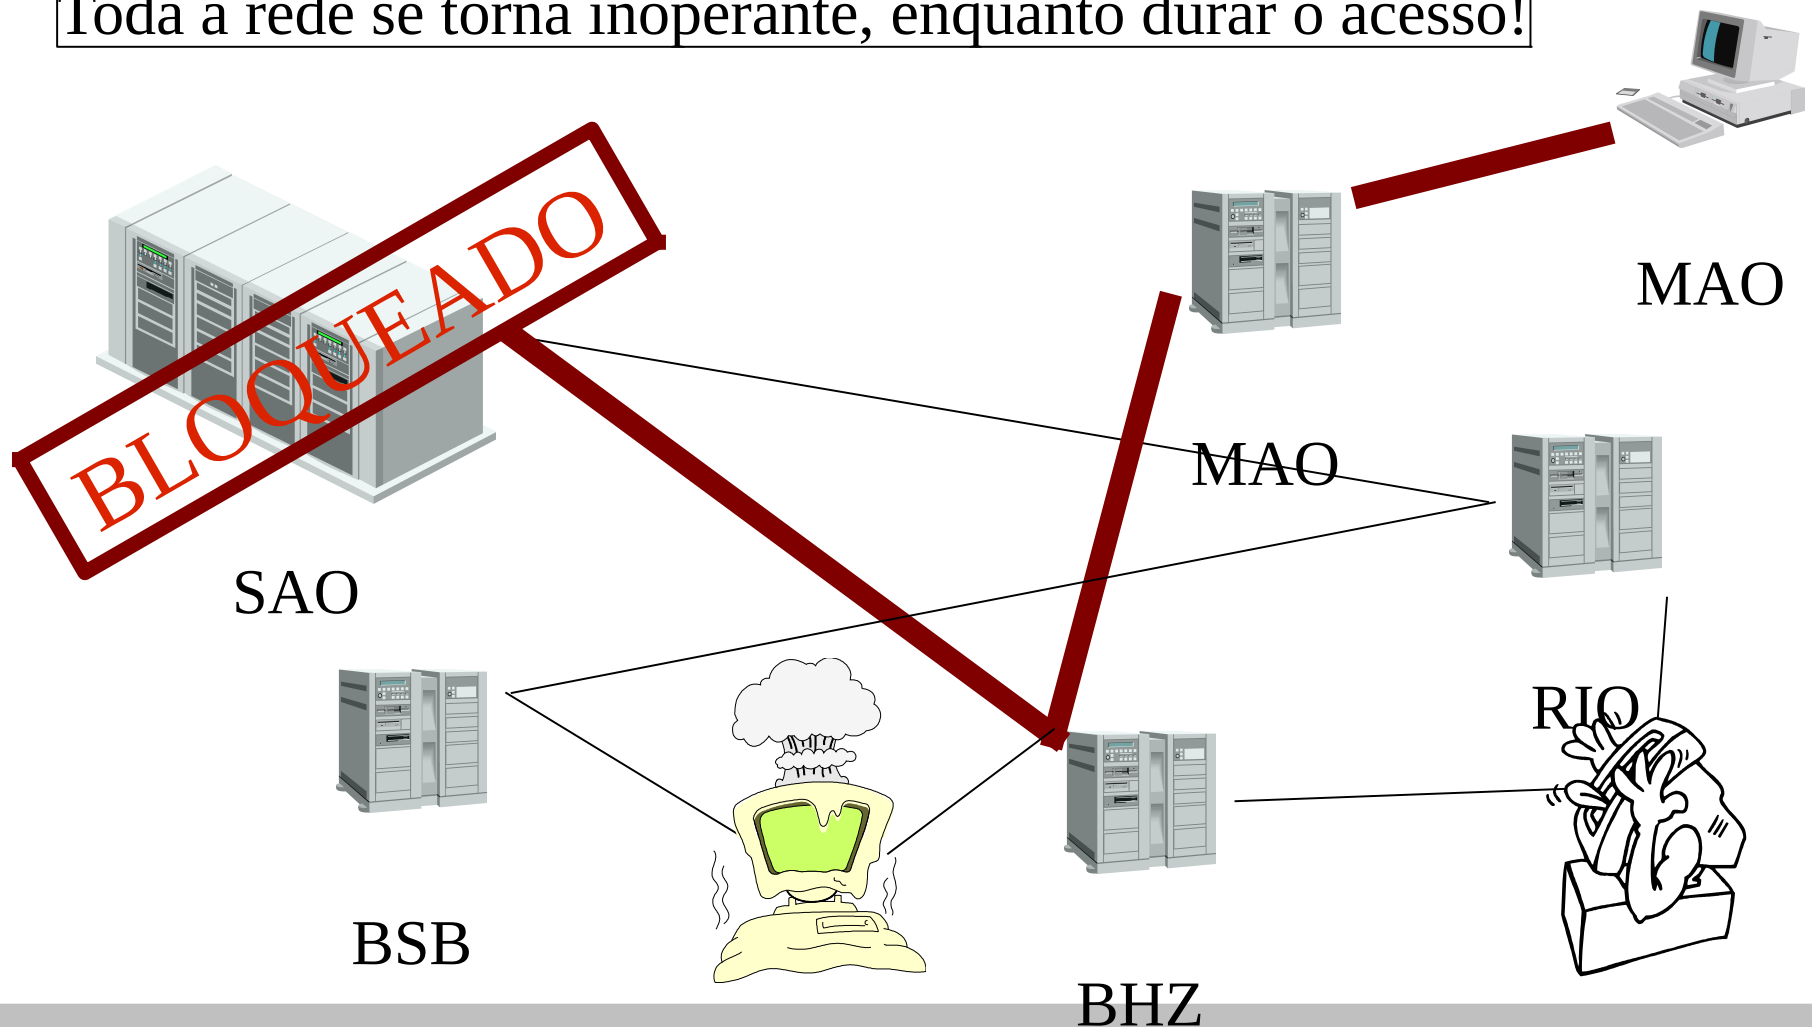 Toda a rede se torna inoperante, enquanto durar o acesso!
BLOQUEADO
MAO
MAO
SAO
RIO
BSB
BHZ